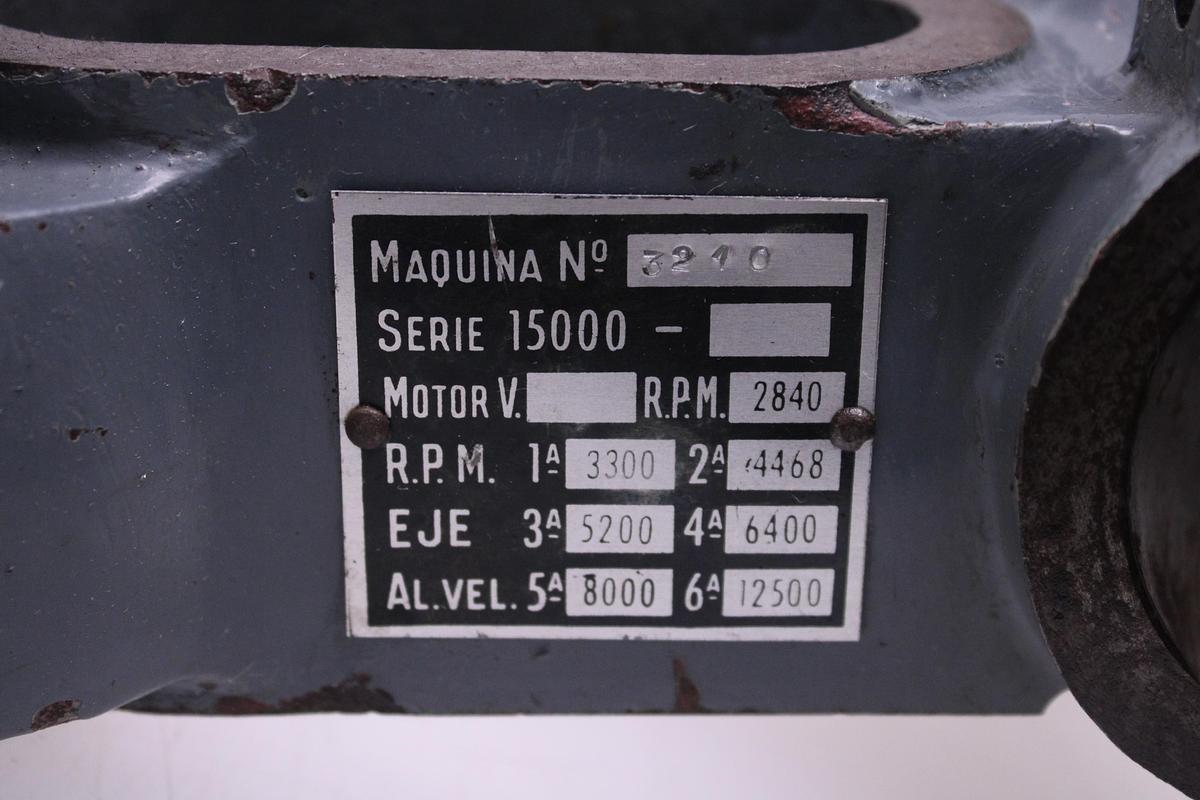 MAQUINA Nº 3210
SERIE 15000 -
MOTOR V. R.P.M. 2840
R.P.M. 1ª 3300 2ª 4468
EJE 3ª 5200 4ª 6400
AL.VEL. 5ª 8000 6ª 12500